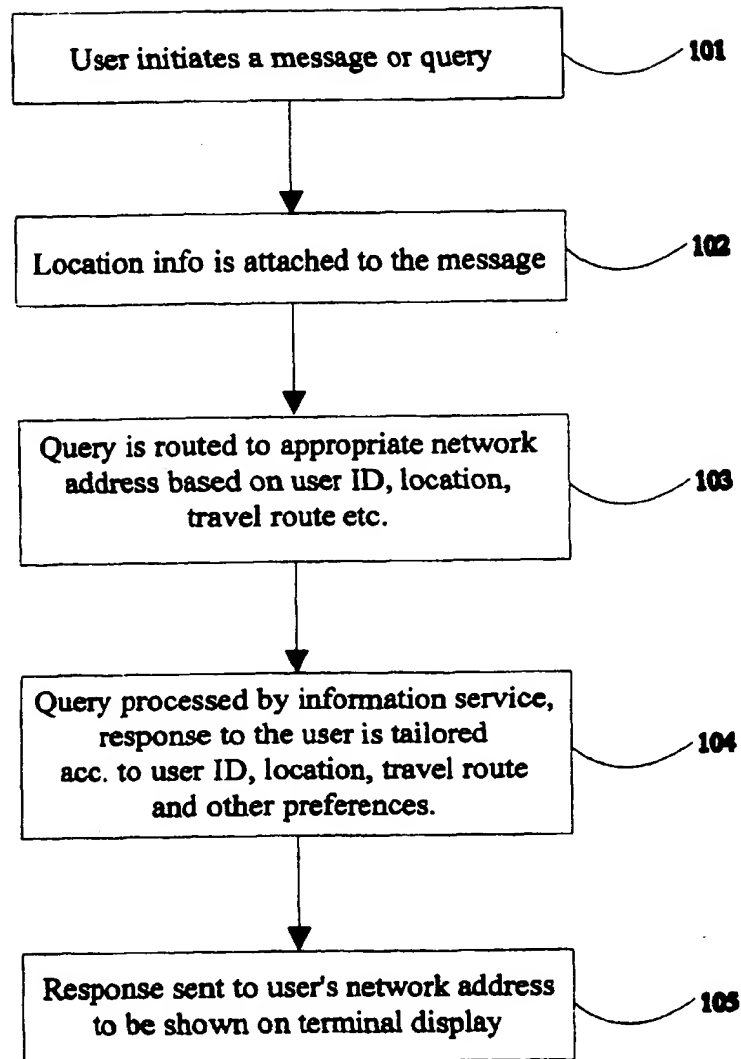 User initiates a message or query
101
Location info is attached to the message
102
Query is routed to appropriate network
address based on user ID, location,
travel route etc.
103
Query processed by information service,
response to the user is tailored
acc. to user ID, location, travel route
and other preferences.
104
Response sent to user's network address
to be shown on terminal display
105